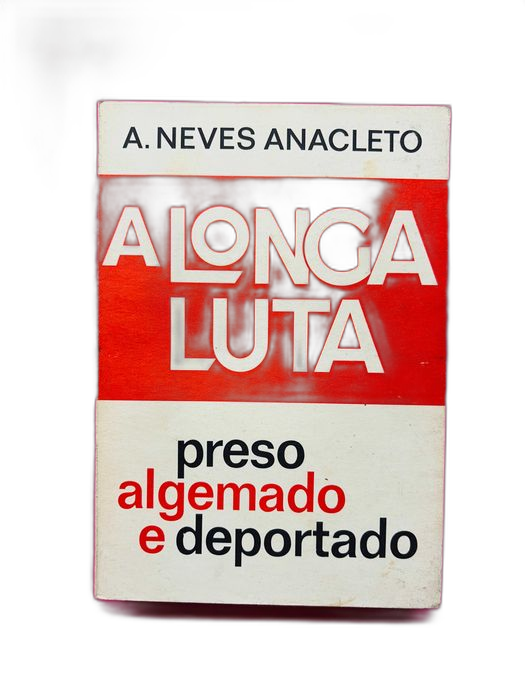 A. NEVES ANACLETO
A LONGA
LUTA
preso
algemado
e deportado